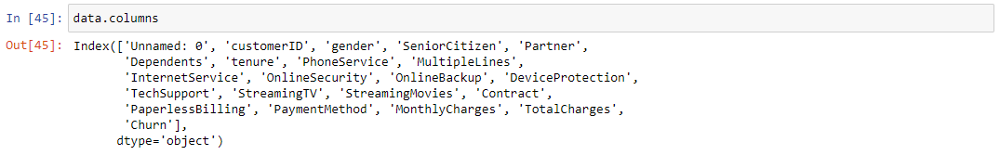 In [45]: data.columns
Out[45]: Index(['Unnamed: 0', 'customerID', 'gender', 'SeniorCitizen', 'Partner',
'Dependents', 'tenure', 'PhoneService', 'MultipleLines',
'InternetService', 'OnlineSecurity', 'OnlineBackup', 'DeviceProtection',
'TechSupport', 'StreamingTV', 'StreamingMovies', 'Contract',
'PaperlessBilling', 'PaymentMethod', 'MonthlyCharges', 'TotalCharges',
'Churn'],
dtype='object')